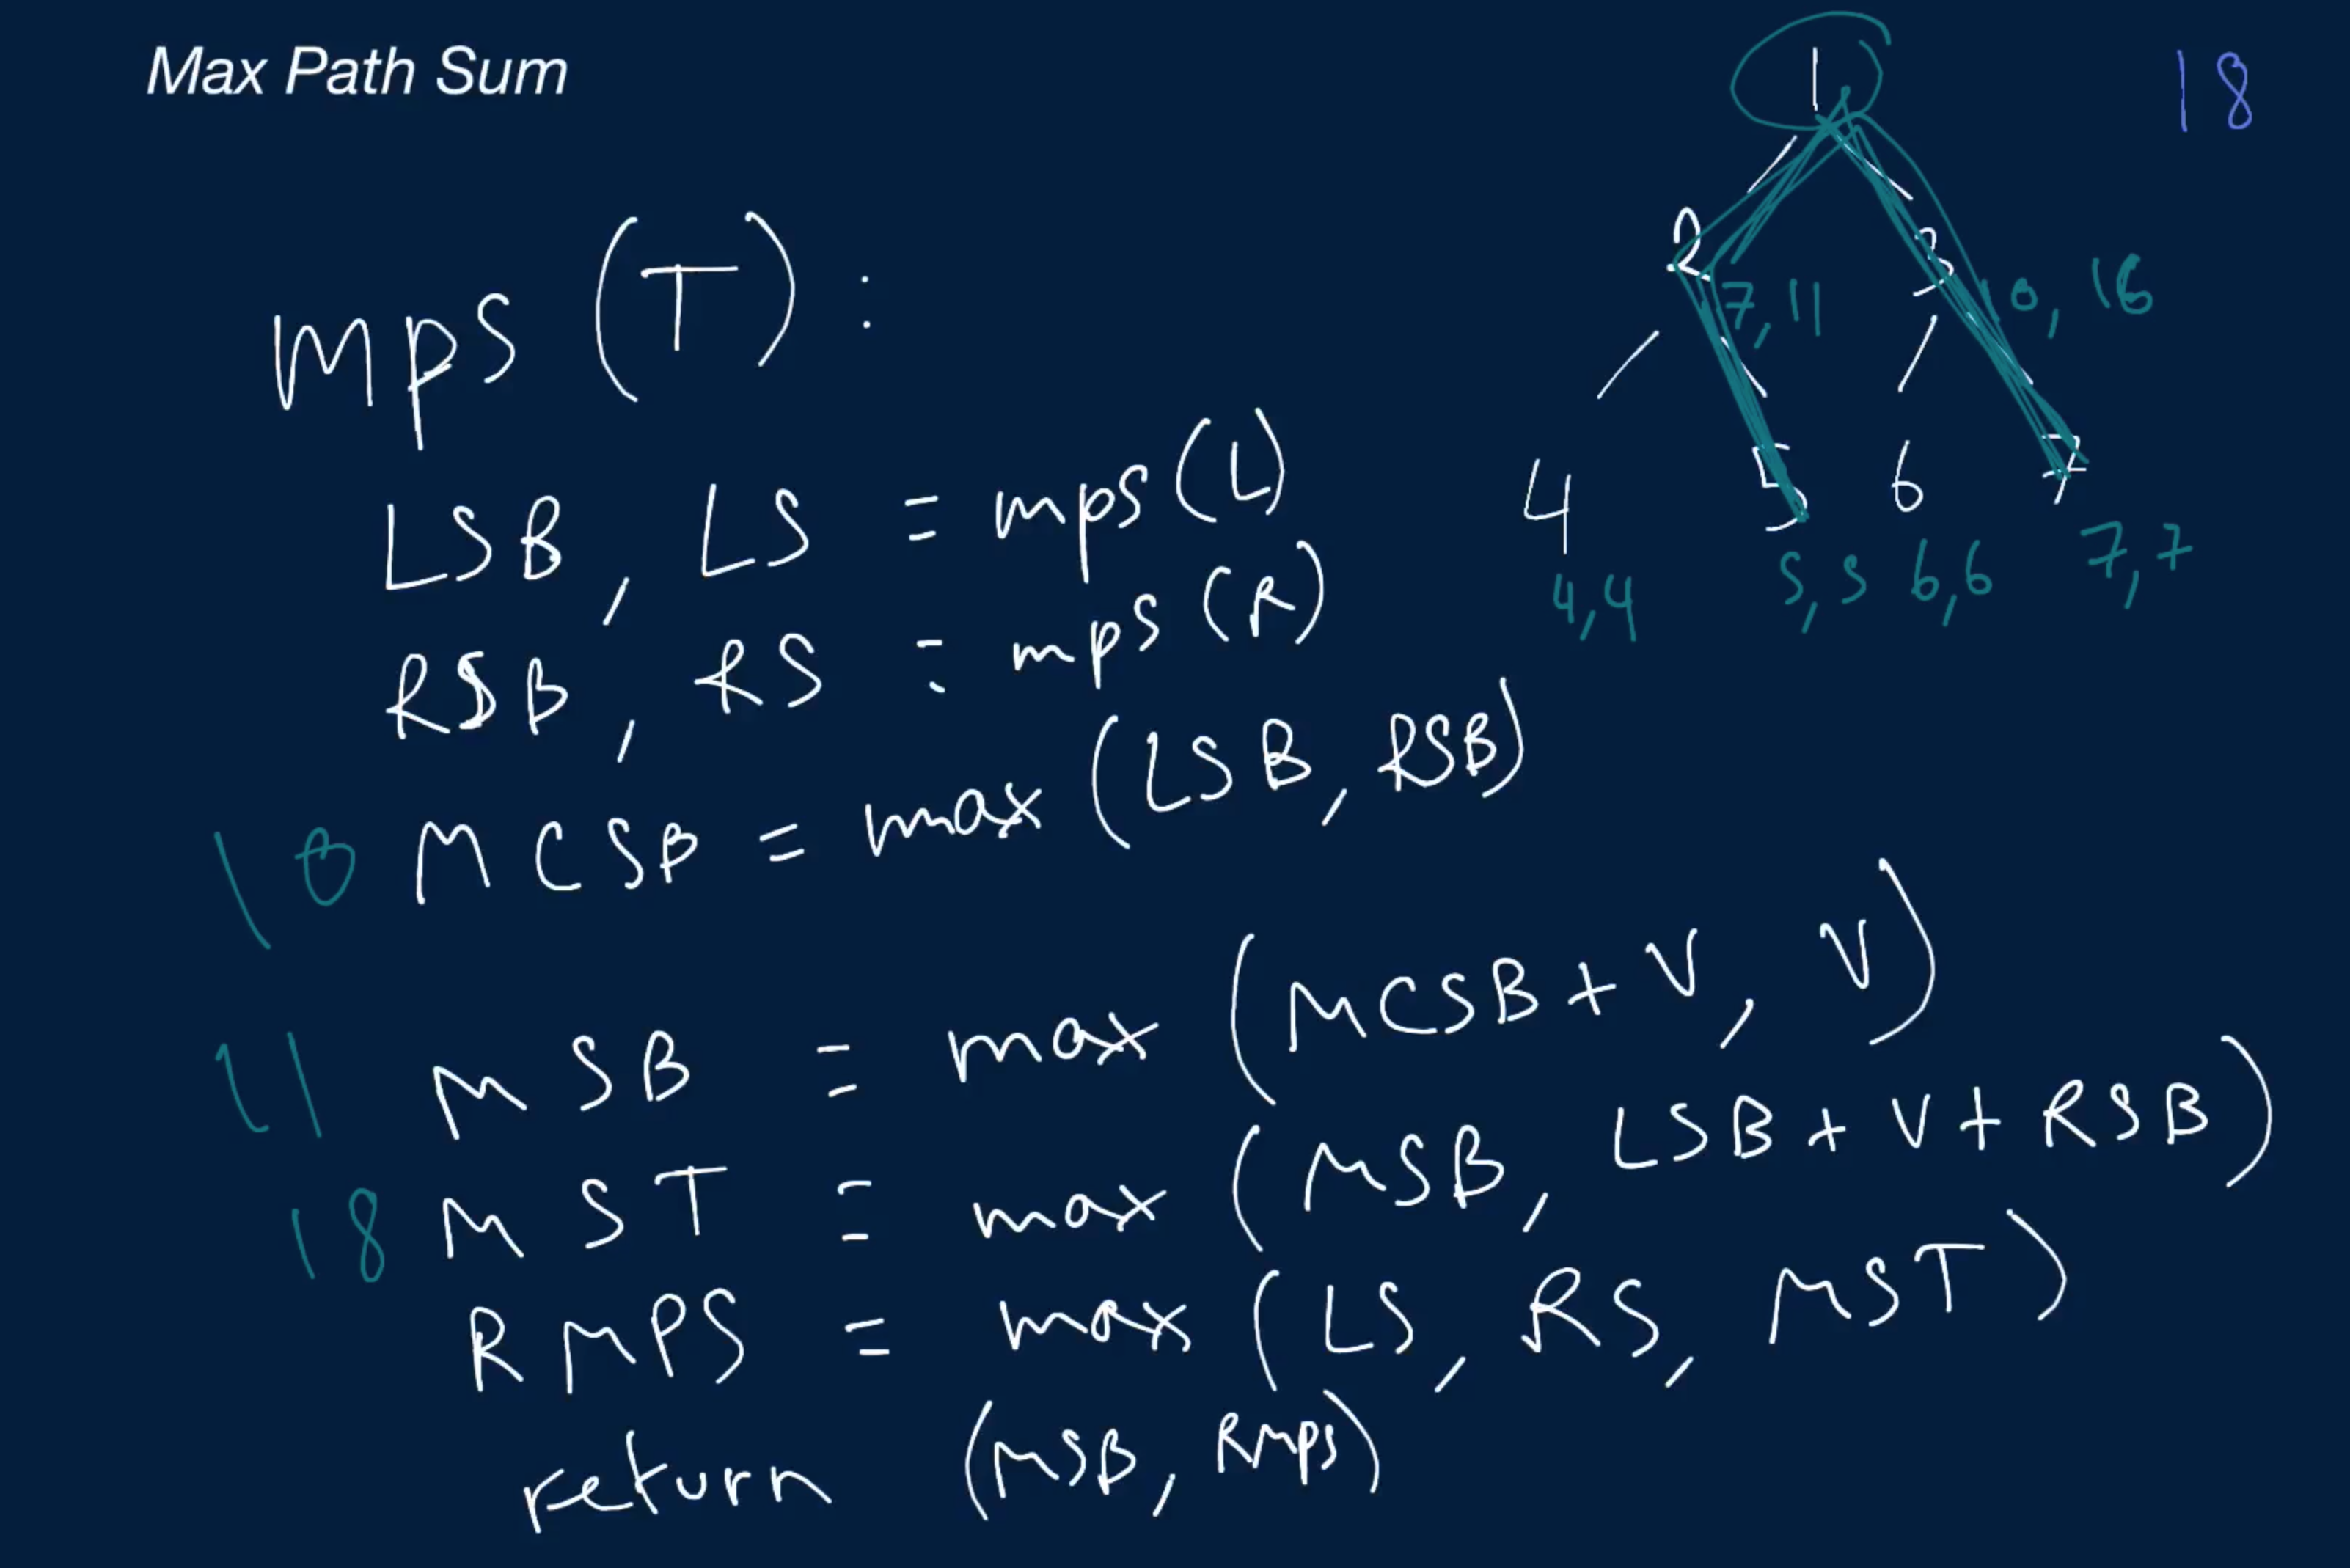 Max Path Sum
1
18
2
3
7, 11
10, 16
4
5
6
7
4,4
5, 5
6,6
7, 7
mps (T) :
LSB, LS = mps (L)
RSB, RS = mps (R)
10 MCSB = max (LSB, RSB)
11 MSB = max (MCSB + V, V)
18 MST = max (MSB, LSB + V + RSB)
RMPS = max (LS, RS, MST)
return (MSB, RMPS)